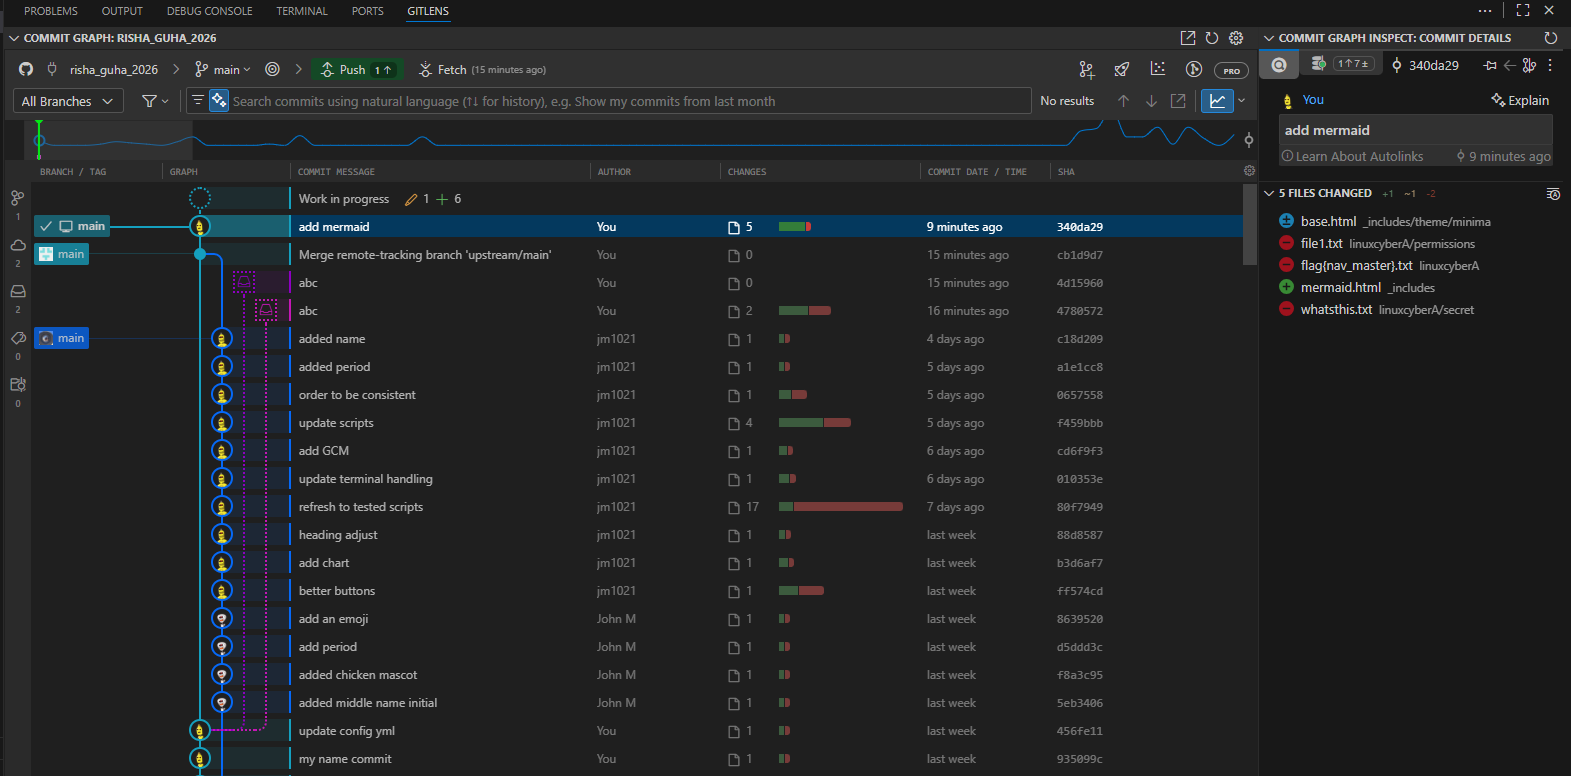 PROBLEMS OUTPUT DEBUG CONSOLE TERMINAL PORTS GITLENS
COMMIT GRAPH: RISHA_GUHA_2026
risha_guha_2026 main Push 1↑ Fetch (15 minutes ago) PRO
All Branches Search commits using natural language (↑↓ for history), e.g. Show my commits from last month No results
BRANCH / TAG GRAPH COMMIT MESSAGE AUTHOR CHANGES COMMIT DATE / TIME SHA
Work in progress 1 + 6
main add mermaid You 5 9 minutes ago 340da29
main Merge remote-tracking branch 'upstream/main' You 0 15 minutes ago cb1d9d7
abc You 0 15 minutes ago 4d15960
abc You 2 16 minutes ago 4780572
main added name jm1021 1 4 days ago c18d209
added period jm1021 1 5 days ago a1e1cc8
order to be consistent jm1021 1 5 days ago 0657558
update scripts jm1021 4 5 days ago f459bbb
add GCM jm1021 1 6 days ago cd6f9f3
update terminal handling jm1021 1 6 days ago 010353e
refresh to tested scripts jm1021 17 7 days ago 80f7949
heading adjust jm1021 1 last week 88d8587
add chart jm1021 1 last week b3d6af7
better buttons jm1021 1 last week ff574cd
add an emoji John M 1 last week 8639520
add period John M 1 last week d5ddd3c
added chicken mascot John M 1 last week f8a3c95
added middle name initial John M 1 last week 5eb3406
update config yml You 1 last week 456fe11
my name commit You 1 last week 935099c
1
2
2
0
0
COMMIT GRAPH INSPECT: COMMIT DETAILS
1↑7± 340da29
You Explain
add mermaid
Learn About Autolinks 9 minutes ago
5 FILES CHANGED +1 ~1 -2
base.html _includes/theme/minima
file1.txt linuxcyberA/permissions
flag{nav_master}.txt linuxcyberA
mermaid.html _includes
whatsthis.txt linuxcyberA/secret